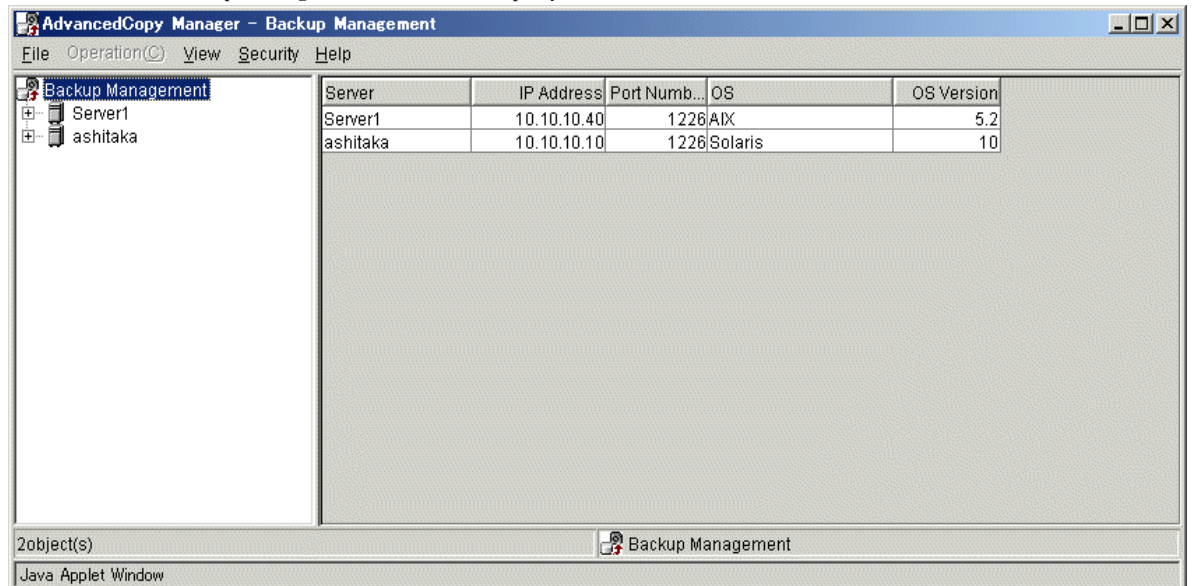 AdvancedCopy Manager - Backup Management
File Operation(C) View Security Help
Backup Management
Server1
ashitaka
Server IP Address Port Numb... OS OS Version
Server1 10.10.10.40 1226 AIX 5.2
ashitaka 10.10.10.10 1226 Solaris 10
2object(s) Backup Management
Java Applet Window